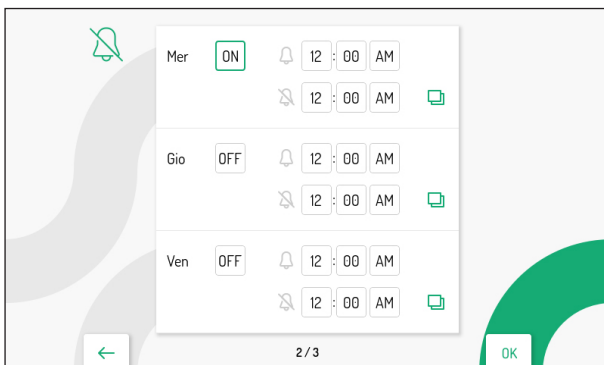 Mer ON 12 : 00 AM
12 : 00 AM
Gio OFF 12 : 00 AM
12 : 00 AM
Ven OFF 12 : 00 AM
12 : 00 AM
2/3
OK